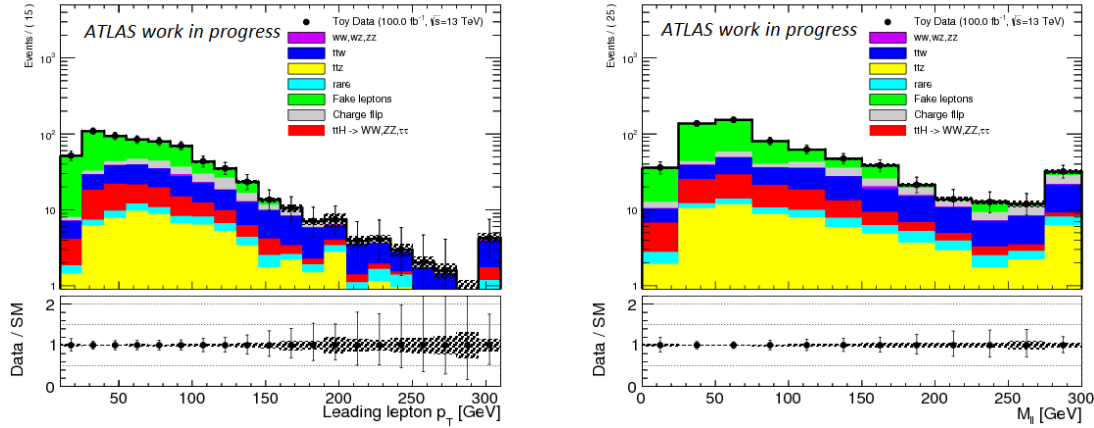 ATLAS work in progress
Toy Data (100.0 fb⁻¹, √s=13 TeV)
ww,wz,zz
ttw
ttz
rare
Fake leptons
Charge flip
ttH -> WW,ZZ,ττ
Events / ( 15 )
10³
10²
10
1
Data / SM
2
1
0
50 100 150 200 250 300
Leading lepton p_T [GeV]
ATLAS work in progress
Toy Data (100.0 fb⁻¹, √s=13 TeV)
ww,wz,zz
ttw
ttz
rare
Fake leptons
Charge flip
ttH -> WW,ZZ,ττ
Events / ( 25 )
10³
10²
10
1
Data / SM
2
1
0
0 50 100 150 200 250 300
M_ll [GeV]